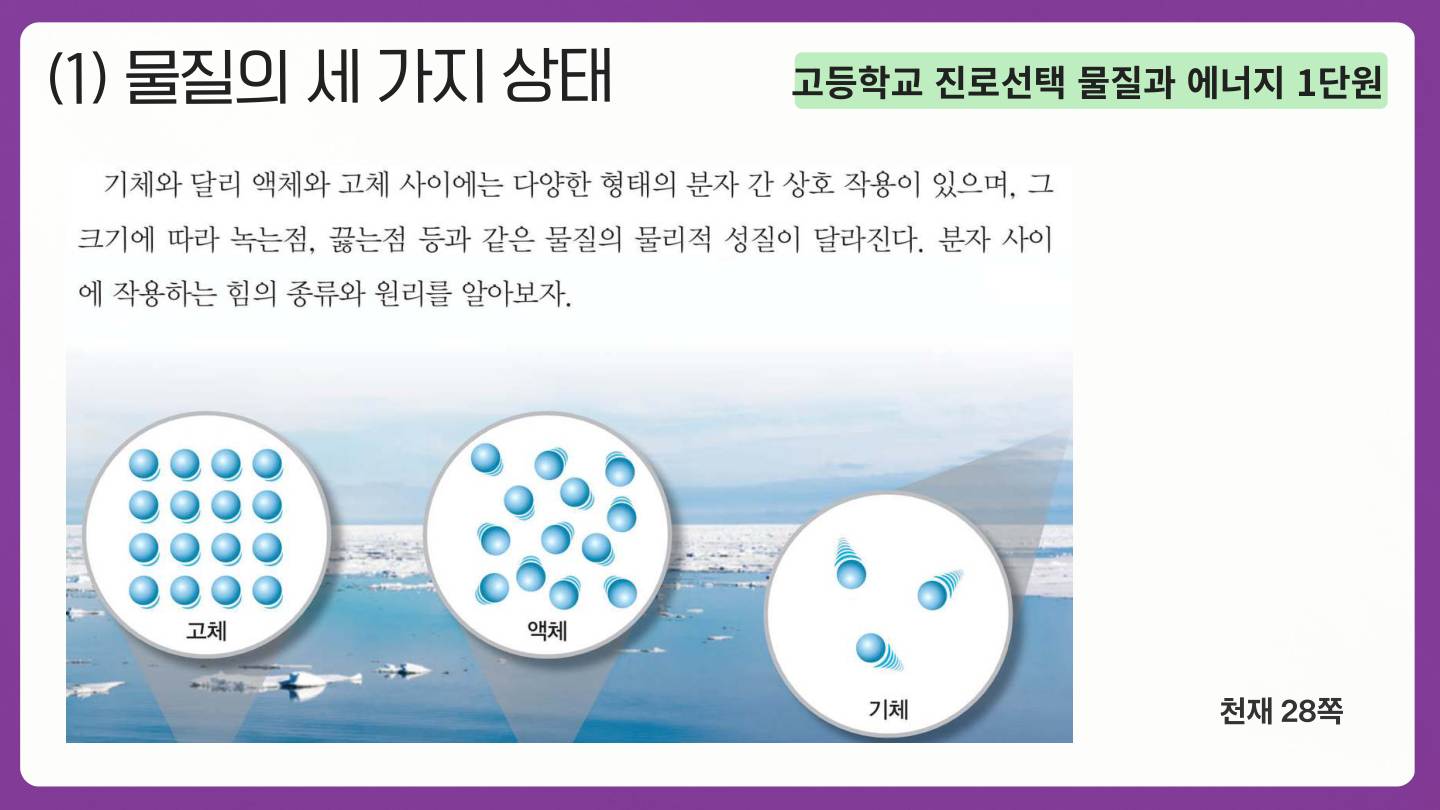 (1) 물질의 세 가지 상태
고등학교 진로선택 물질과 에너지 1단원
기체와 달리 액체와 고체 사이에는 다양한 형태의 분자 간 상호 작용이 있으며, 그
크기에 따라 녹는점, 끓는점 등과 같은 물질의 물리적 성질이 달라진다. 분자 사이
에 작용하는 힘의 종류와 원리를 알아보자.
고체
액체
기체
천재 28쪽